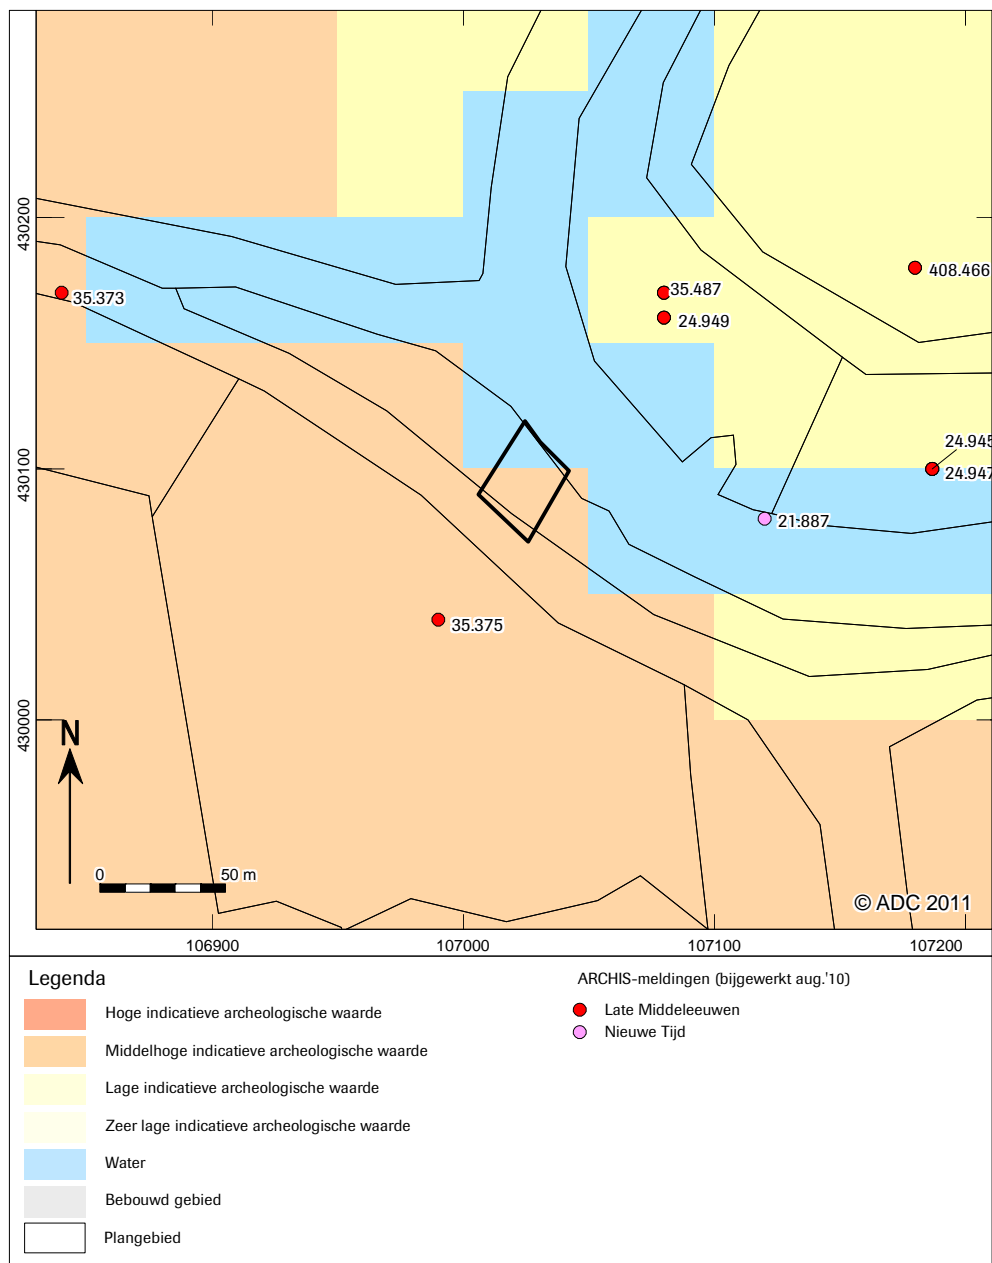 430200
430100
430000
35.373
35.487
24.949
408.466
24.945
24.947
21.887
35.375
N
0 50 m
© ADC 2011
106900 107000 107100 107200
Legenda
Hoge indicatieve archeologische waarde
Middelhoge indicatieve archeologische waarde
Lage indicatieve archeologische waarde
Zeer lage indicatieve archeologische waarde
Water
Bebouwd gebied
Plangebied
ARCHIS-meldingen (bijgewerkt aug.'10)
Late Middeleeuwen
Nieuwe Tijd